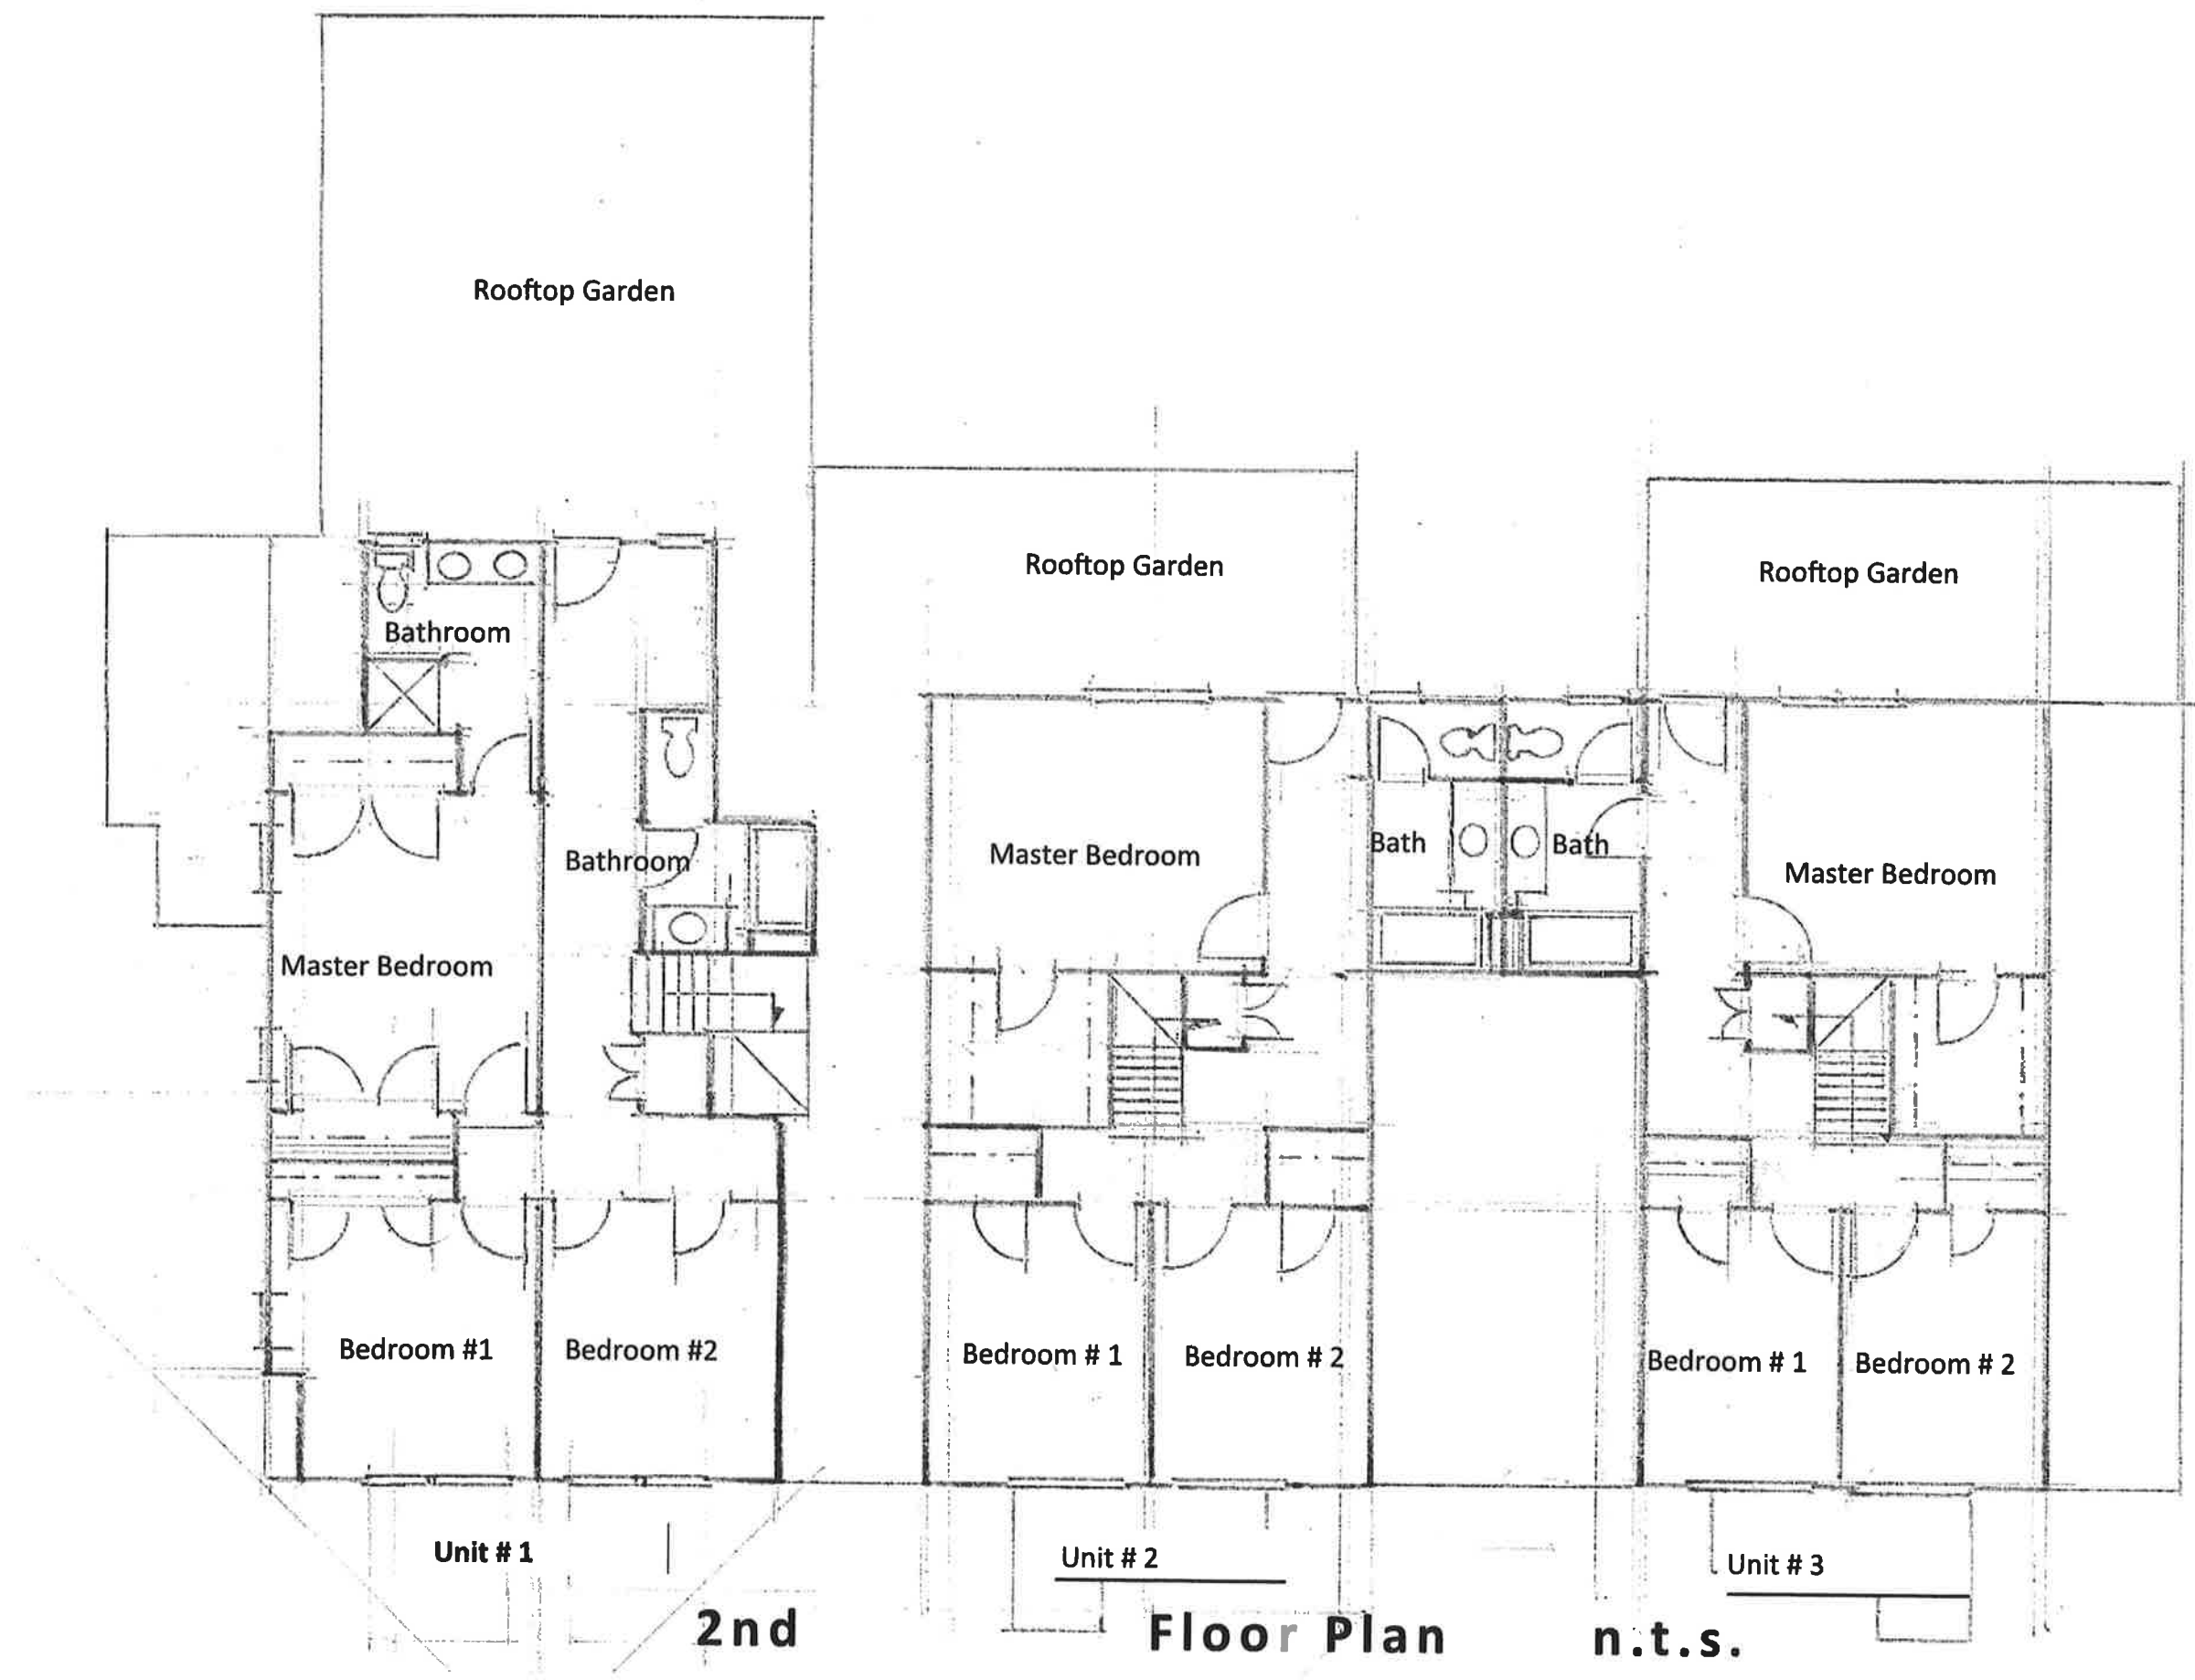 Rooftop Garden
Rooftop Garden
Rooftop Garden
Bathroom
Bathroom
Master Bedroom
Master Bedroom
Bath
Bath
Master Bedroom
Bedroom #1
Bedroom #2
Bedroom # 1
Bedroom # 2
Bedroom # 1
Bedroom # 2
Unit # 1
Unit # 2
Unit # 3
2nd Floor Plan n.t.s.